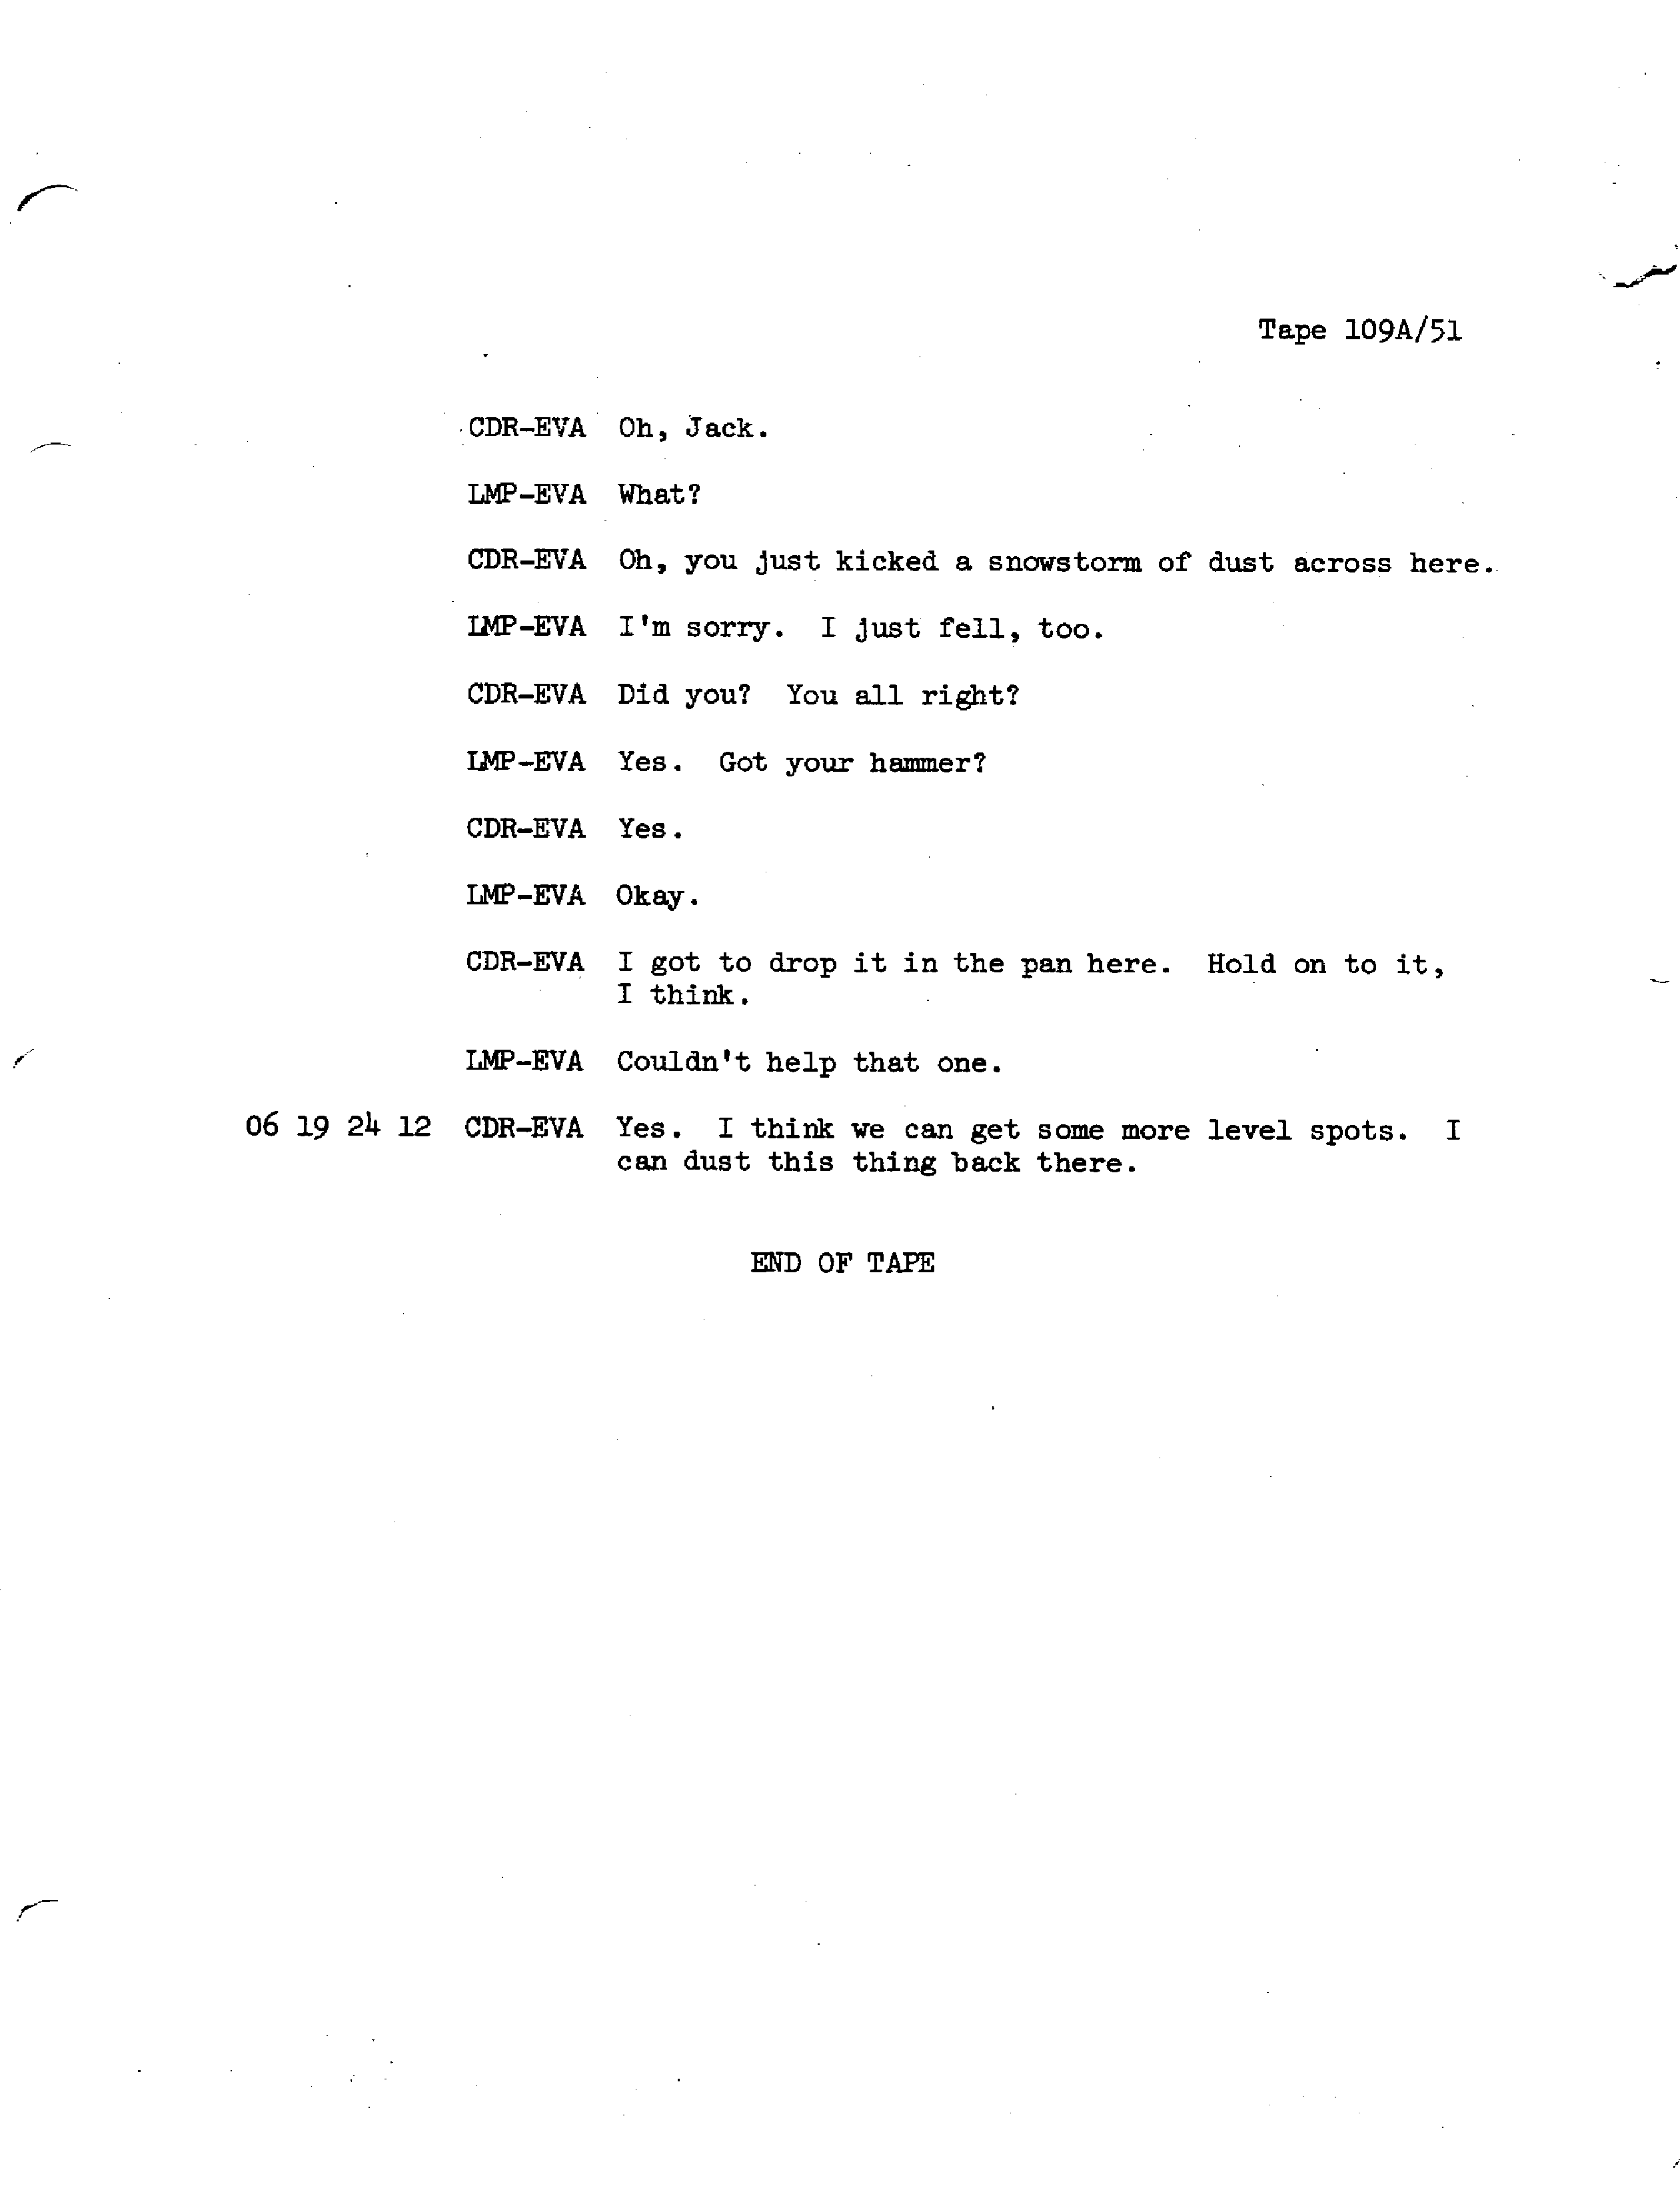 Tape 109A/51
CDR-EVA Oh, Jack.
LMP-EVA What?
CDR-EVA Oh, you just kicked a snowstorm of dust across here.
LMP-EVA I'm sorry. I just fell, too.
CDR-EVA Did you? You all right?
LMP-EVA Yes. Got your hammer?
CDR-EVA Yes.
LMP-EVA Okay.
CDR-EVA I got to drop it in the pan here. Hold on to it,
I think.
LMP-EVA Couldn't help that one.
06 19 24 12 CDR-EVA Yes. I think we can get some more level spots. I
can dust this thing back there.
END OF TAPE